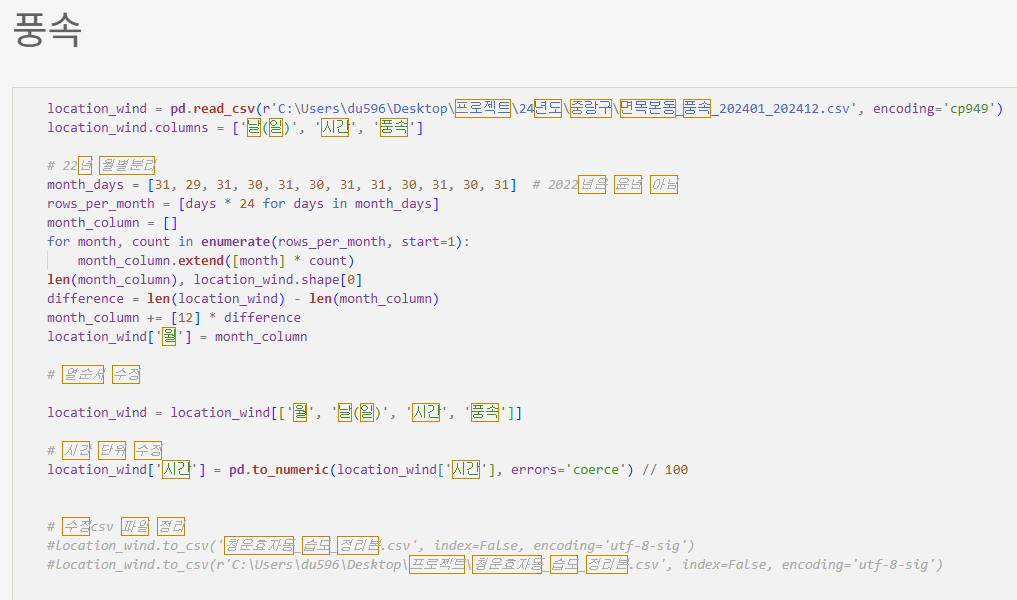 풍속
location_wind = pd.read_csv(r'C:\Users\du596\Desktop\프로젝트\24년도\중랑구\면목본동_풍속_202401_202412.csv', encoding='cp949')
location_wind.columns = ['날(일)', '시간', '풍속']
# 22년 월별분리
month_days = [31, 29, 31, 30, 31, 30, 31, 31, 30, 31, 30, 31]  # 2022년은 윤년 아님
rows_per_month = [days * 24 for days in month_days]
month_column = []
for month, count in enumerate(rows_per_month, start=1):
    month_column.extend([month] * count)
len(month_column), location_wind.shape[0]
difference = len(location_wind) - len(month_column)
month_column += [12] * difference
location_wind['월'] = month_column
# 열순서 수정
location_wind = location_wind[['월', '날(일)', '시간', '풍속']]
# 시간 단위 수정
location_wind['시간'] = pd.to_numeric(location_wind['시간'], errors='coerce') // 100
# 수정csv 파일 정리
#location_wind.to_csv('청운효자동_습도_정리본.csv', index=False, encoding='utf-8-sig')
#location_wind.to_csv(r'C:\Users\du596\Desktop\프로젝트\청운효자동_습도_정리본.csv', index=False, encoding='utf-8-sig')